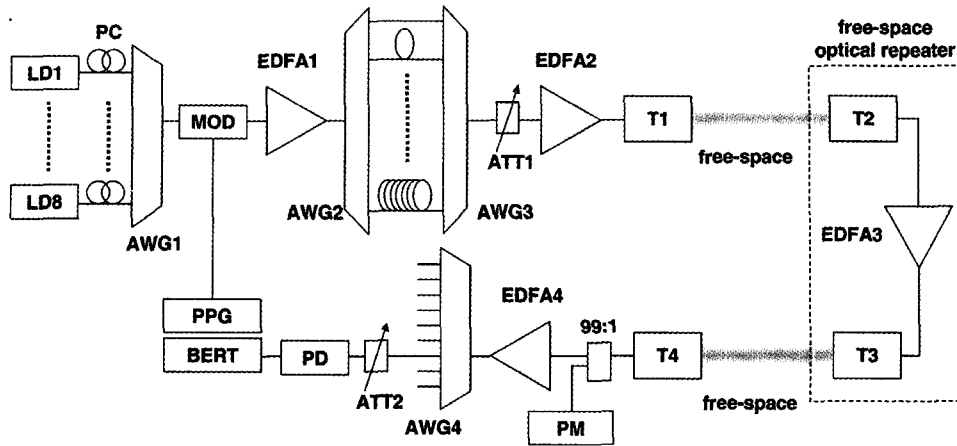 PC
free-space
optical repeater
EDFA1
EDFA2
LD1
MOD
T1
T2
free-space
ATT1
LD8
AWG2
AWG3
AWG1
EDFA3
EDFA4
PPG
99:1
BERT
PD
T4
T3
ATT2
AWG4
PM
free-space